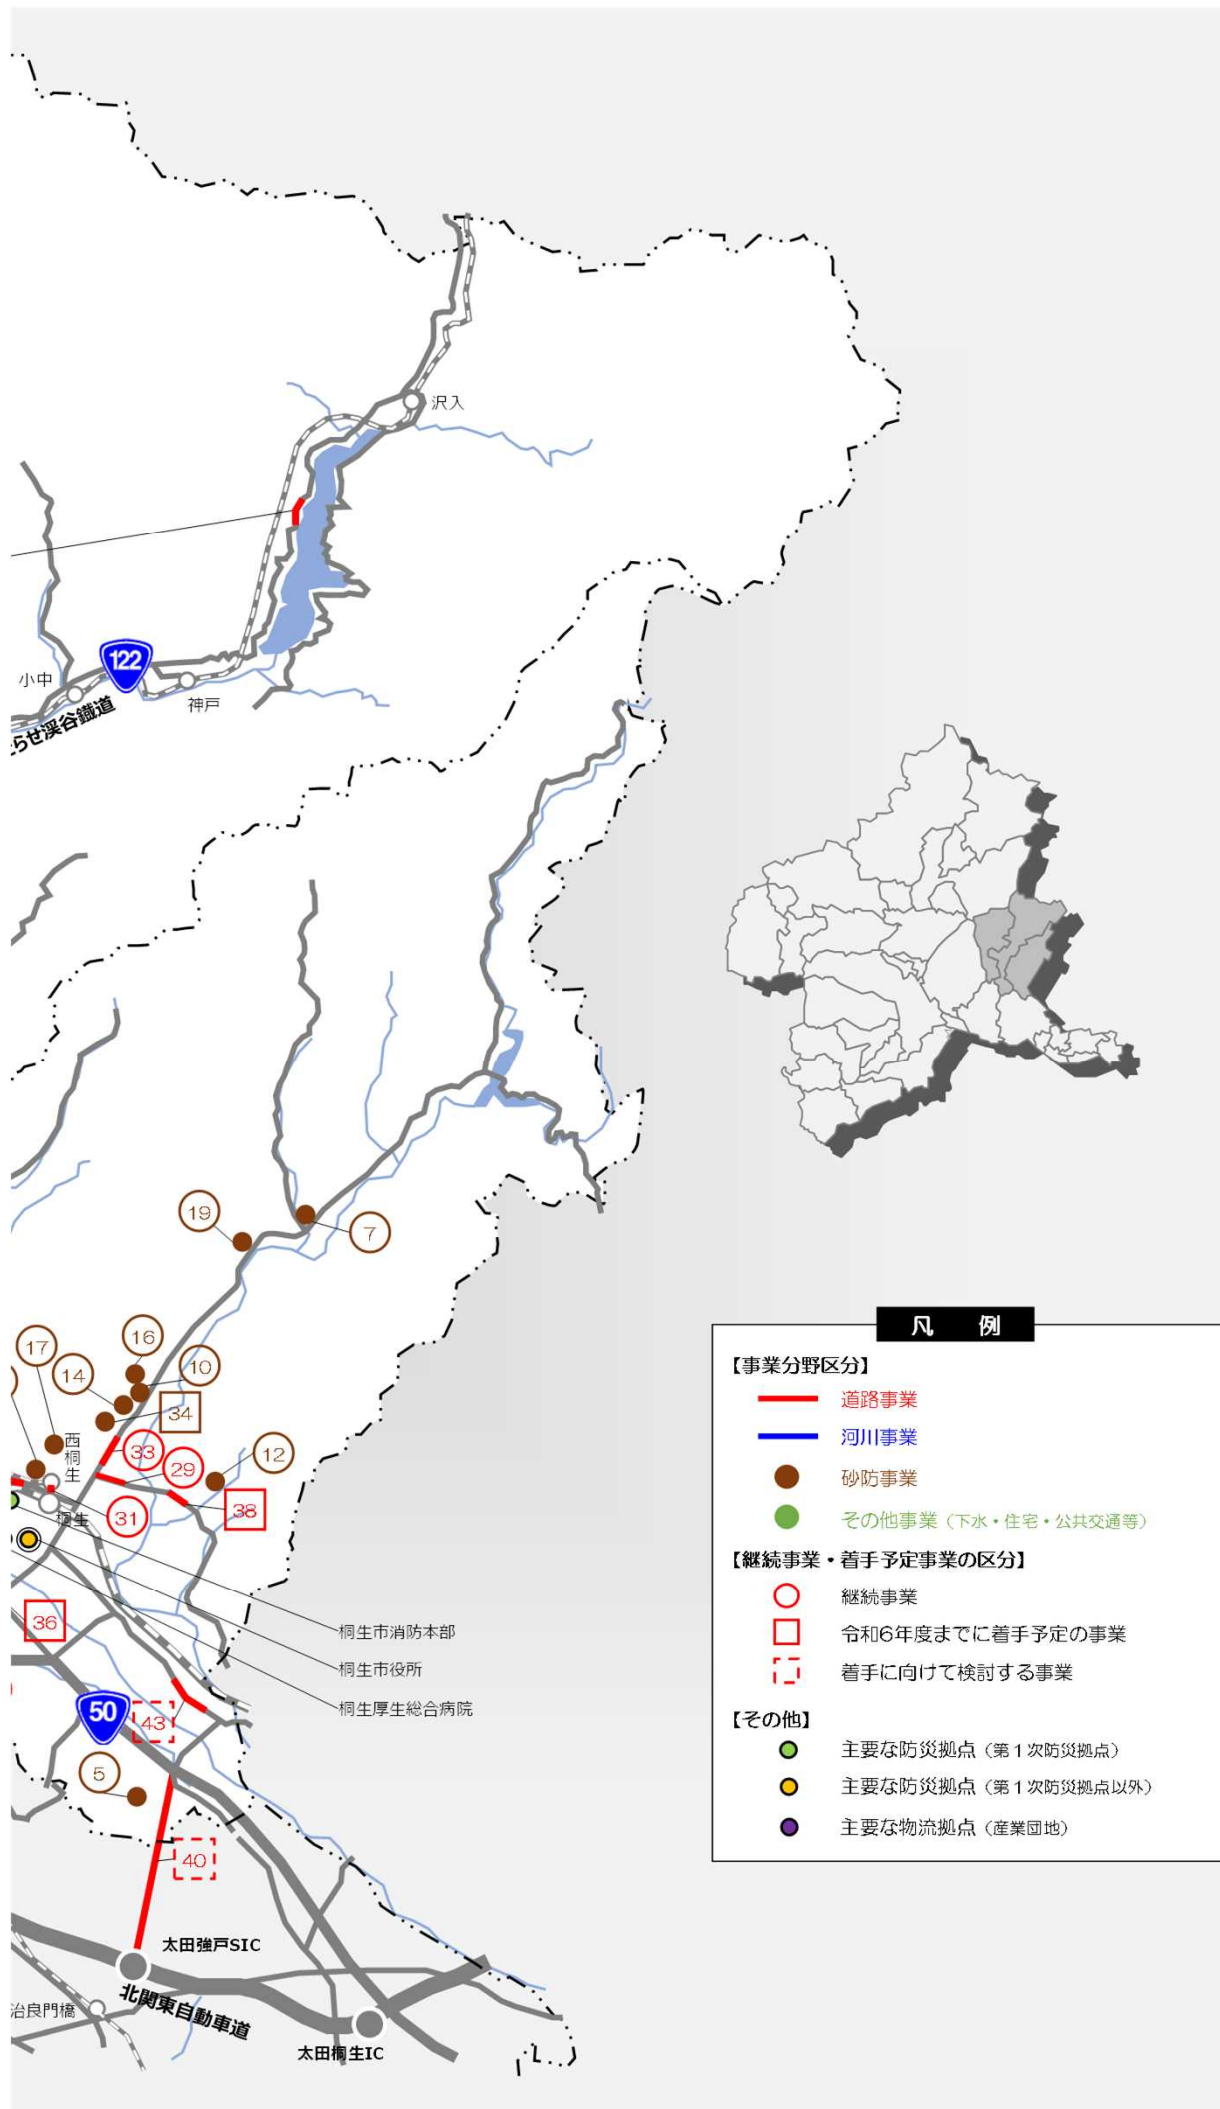 沢入
122
小中
神戸
らせ渓谷鐵道
19
7
16
17
10
14
34
西桐生
33
29
12
38
31
桐生
36
桐生市消防本部
桐生市役所
桐生厚生総合病院
50
43
5
40
太田強戸SIC
北関東自動車道
治良門橋
太田桐生IC
凡　例
【事業分野区分】
道路事業
河川事業
砂防事業
その他事業（下水・住宅・公共交通等）
【継続事業・着手予定事業の区分】
継続事業
令和6年度までに着手予定の事業
着手に向けて検討する事業
【その他】
主要な防災拠点（第１次防災拠点）
主要な防災拠点（第１次防災拠点以外）
主要な物流拠点（産業団地）